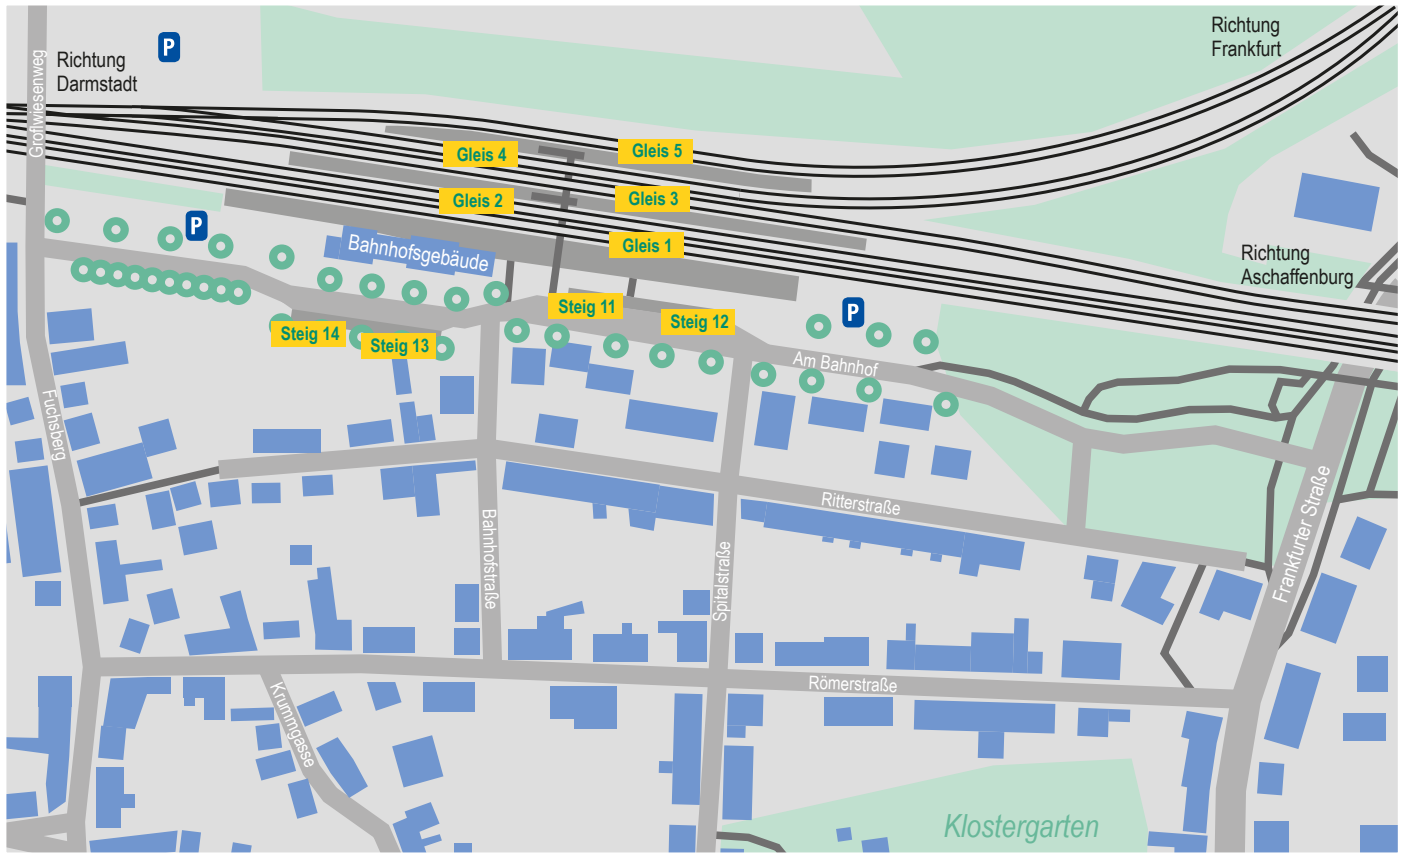 P
Richtung
Darmstadt
Richtung
Frankfurt
Großwiesenweg
Gleis 4
Gleis 5
Gleis 2
Gleis 3
Gleis 1
P
Bahnhofsgebäude
Richtung
Aschaffenburg
Steig 11
Steig 12
P
Steig 14
Steig 13
Am Bahnhof
Fuchsberg
Ritterstraße
Bahnhofstraße
Spitalstraße
Frankfurter Straße
Römerstraße
Krummgasse
Klostergarten